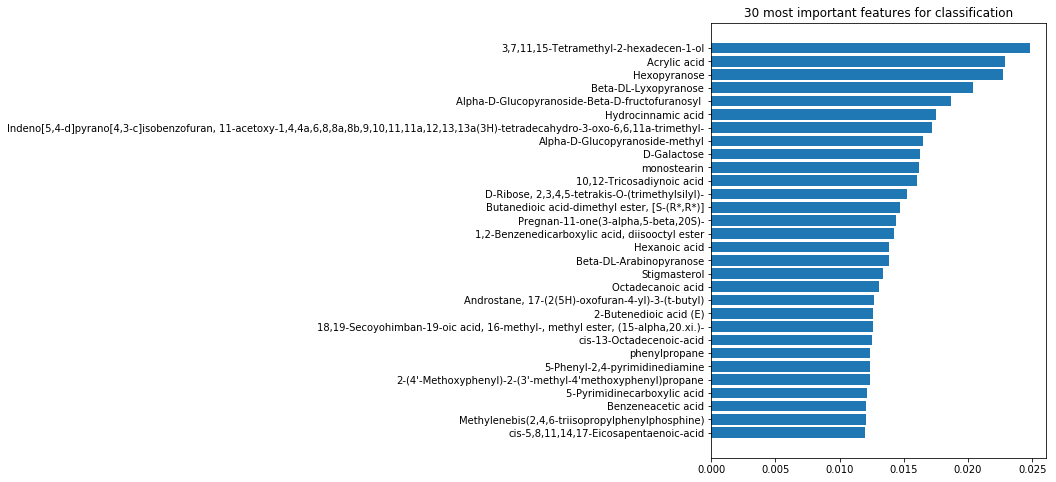 30 most important features for classification
3,7,11,15-Tetramethyl-2-hexadecen-1-ol
Acrylic acid
Hexopyranose
Beta-DL-Lyxopyranose
Alpha-D-Glucopyranoside-Beta-D-fructofuranosyl
Hydrocinnamic acid
Indeno[5,4-d]pyrano[4,3-c]isobenzofuran, 11-acetoxy-1,4,4a,6,8,8a,8b,9,10,11,11a,12,13,13a(3H)-tetradecahydro-3-oxo-6,6,11a-trimethyl-
Alpha-D-Glucopyranoside-methyl
D-Galactose
monostearin
10,12-Tricosadiynoic acid
D-Ribose, 2,3,4,5-tetrakis-O-(trimethylsilyl)-
Butanedioic acid-dimethyl ester, [S-(R*,R*)]
Pregnan-11-one(3-alpha,5-beta,20S)-
1,2-Benzenedicarboxylic acid, diisooctyl ester
Hexanoic acid
Beta-DL-Arabinopyranose
Stigmasterol
Octadecanoic acid
Androstane, 17-(2(5H)-oxofuran-4-yl)-3-(t-butyl)
2-Butenedioic acid (E)
18,19-Secoyohimban-19-oic acid, 16-methyl-, methyl ester, (15-alpha,20.xi.)-
cis-13-Octadecenoic-acid
phenylpropane
5-Phenyl-2,4-pyrimidinediamine
2-(4'-Methoxyphenyl)-2-(3'-methyl-4'methoxyphenyl)propane
5-Pyrimidinecarboxylic acid
Benzeneacetic acid
Methylenebis(2,4,6-triisopropylphenylphosphine)
cis-5,8,11,14,17-Eicosapentaenoic-acid
0.000 0.005 0.010 0.015 0.020 0.025